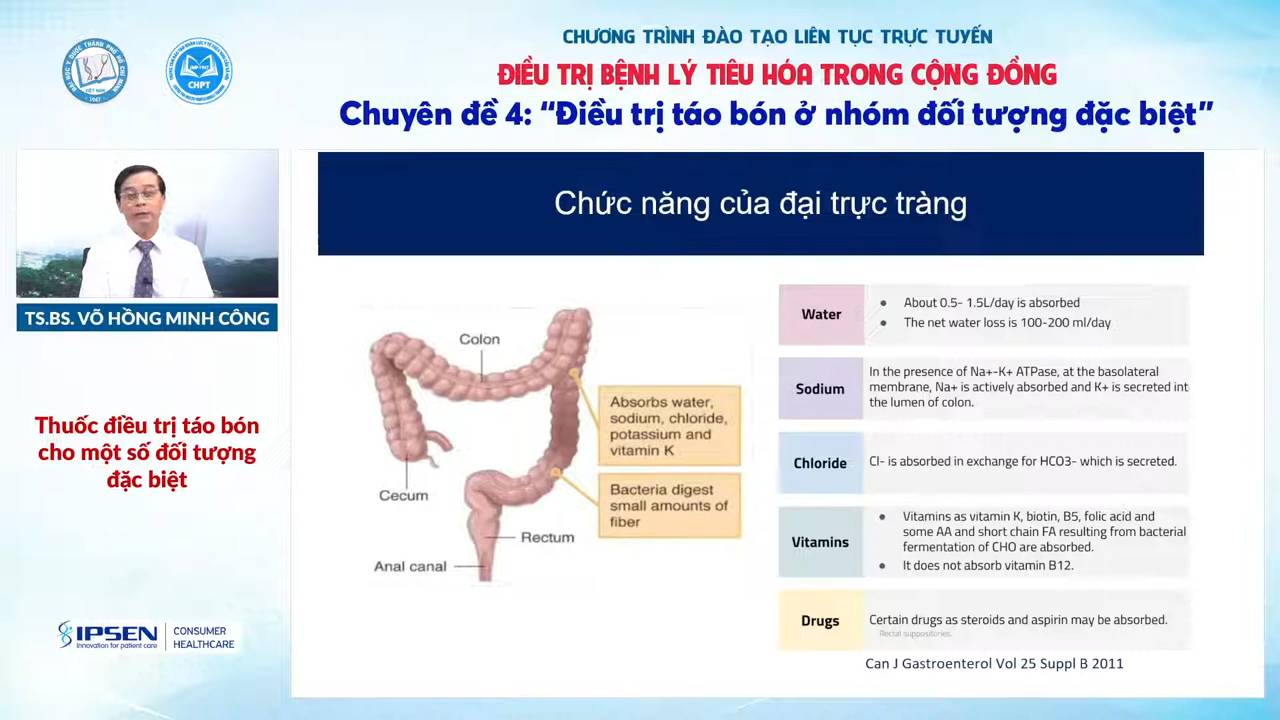 CHƯƠNG TRÌNH ĐÀO TẠO LIÊN TỤC TRỰC TUYẾN
ĐIỀU TRỊ BỆNH LÝ TIÊU HÓA TRONG CỘNG ĐỒNG
Chuyên đề 4: “Điều trị táo bón ở nhóm đối tượng đặc biệt”
CHPT
TS.BS. VÕ HỒNG MINH CÔNG
Thuốc điều trị táo bón
cho một số đối tượng
đặc biệt
IPSEN
Innovation for patient care
CONSUMER
HEALTHCARE
Chức năng của đại trực tràng
Colon
Absorbs water,
sodium, chloride,
potassium and
vitamin K
Cecum
Bacteria digest
small amounts of
fiber
Rectum
Anal canal
Water
About 0.5- 1.5L/day is absorbed
The net water loss is 100-200 ml/day
Sodium
In the presence of Na+-K+ ATPase, at the basolateral
membrane, Na+ is actively absorbed and K+ is secreted int
the lumen of colon.
Chloride
Cl- is absorbed in exchange for HCO3- which is secreted.
Vitamins
Vitamins as vitamin K, biotin, B5, folic acid and
some AA and short chain FA resulting from bacterial
fermentation of CHO are absorbed.
It does not absorb vitamin B12.
Drugs
Certain drugs as steroids and aspirin may be absorbed.
Rectal suppositories.
Can J Gastroenterol Vol 25 Suppl B 2011